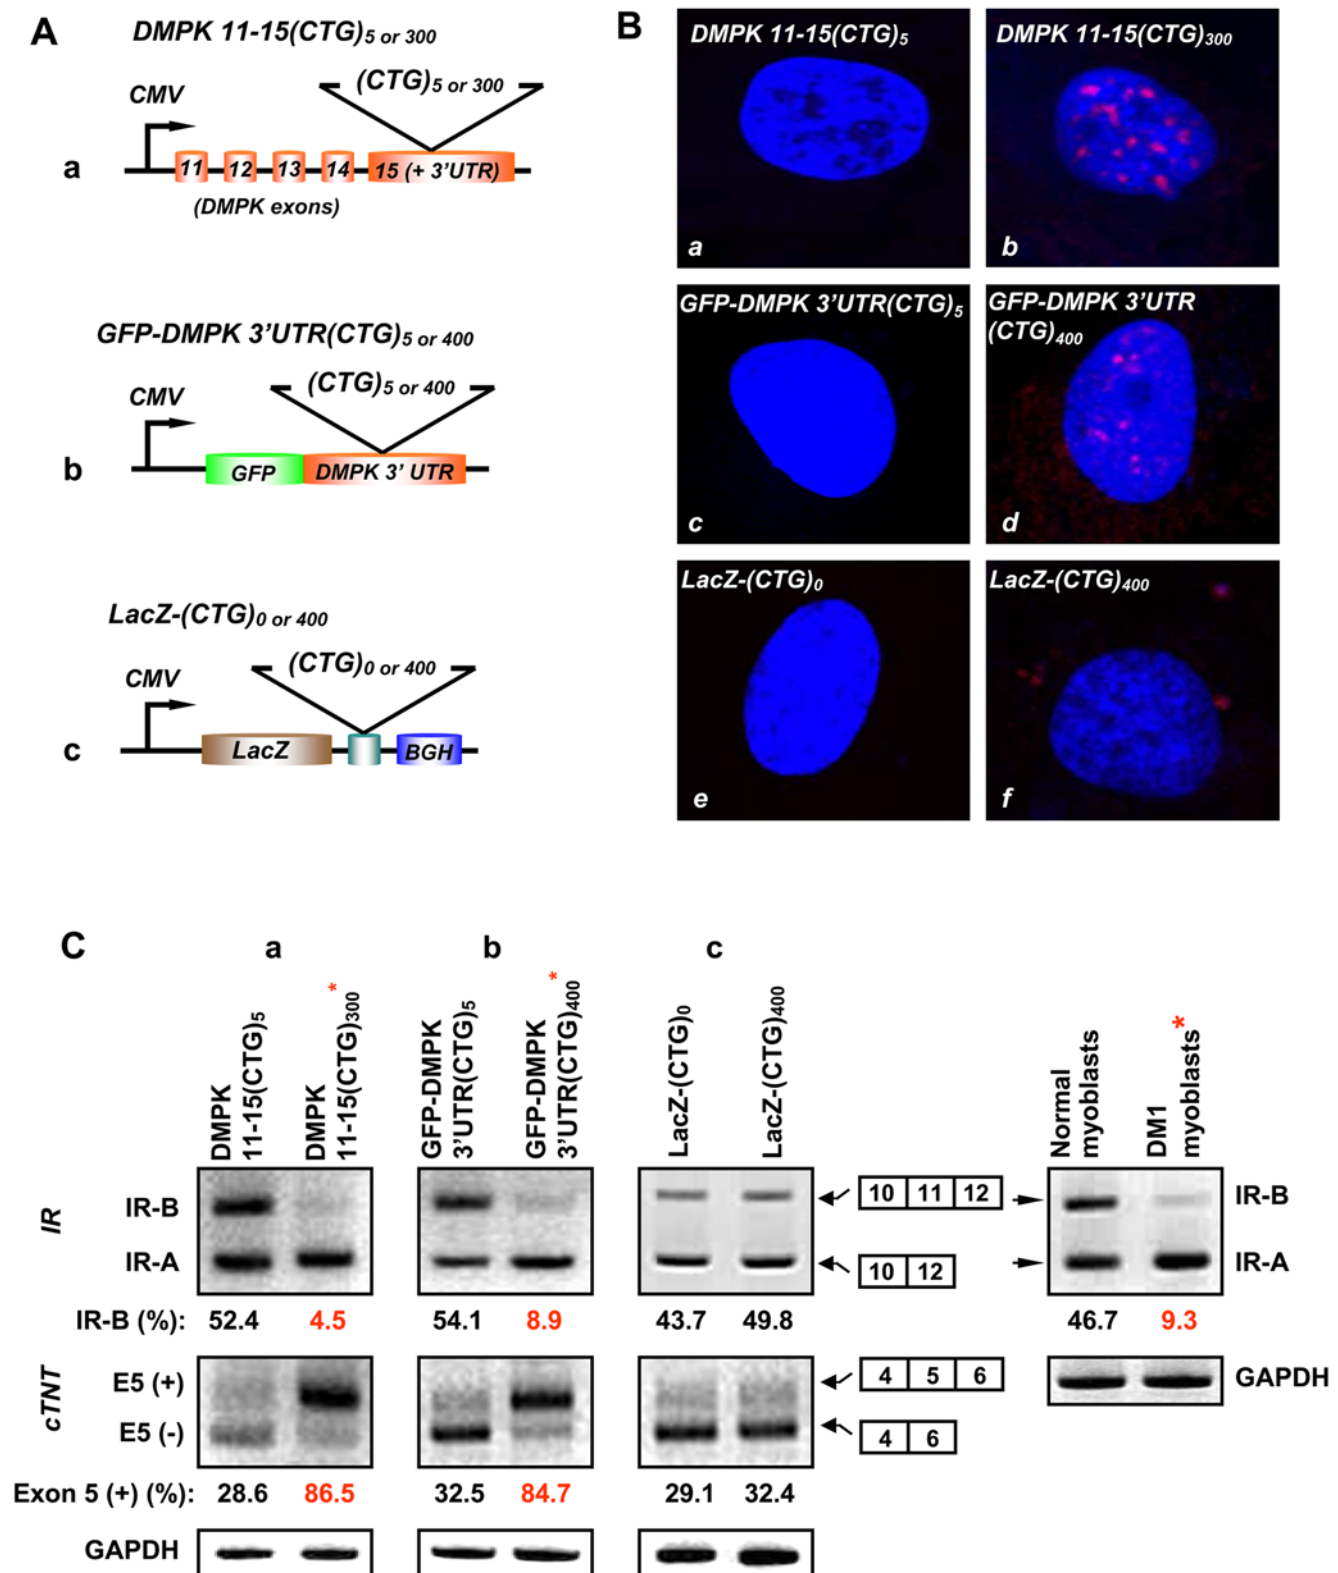 A
DMPK 11-15(CTG)5 or 300
(CTG)5 or 300
CMV
a
11 12 13 14 15 (+ 3'UTR)
(DMPK exons)
GFP-DMPK 3'UTR(CTG)5 or 400
(CTG)5 or 400
CMV
b
GFP DMPK 3' UTR
LacZ-(CTG)0 or 400
(CTG)0 or 400
CMV
c
LacZ BGH
B
DMPK 11-15(CTG)5
a
DMPK 11-15(CTG)300
b
GFP-DMPK 3'UTR(CTG)5
c
GFP-DMPK 3'UTR
(CTG)400
d
LacZ-(CTG)0
e
LacZ-(CTG)400
f
C
a
b
c
DMPK
11-15(CTG)5
DMPK
11-15(CTG)300
*
GFP-DMPK
3'UTR(CTG)5
GFP-DMPK
3'UTR(CTG)400
*
LacZ-(CTG)0
LacZ-(CTG)400
Normal
myoblasts
DM1
myoblasts*
IR
IR-B
10 11 12
IR-B
IR-A
10 12
IR-A
IR-B (%): 52.4 4.5 54.1 8.9 43.7 49.8 46.7 9.3
cTNT
E5 (+)
4 5 6
GAPDH
E5 (-)
4 6
Exon 5 (+) (%): 28.6 86.5 32.5 84.7 29.1 32.4
GAPDH